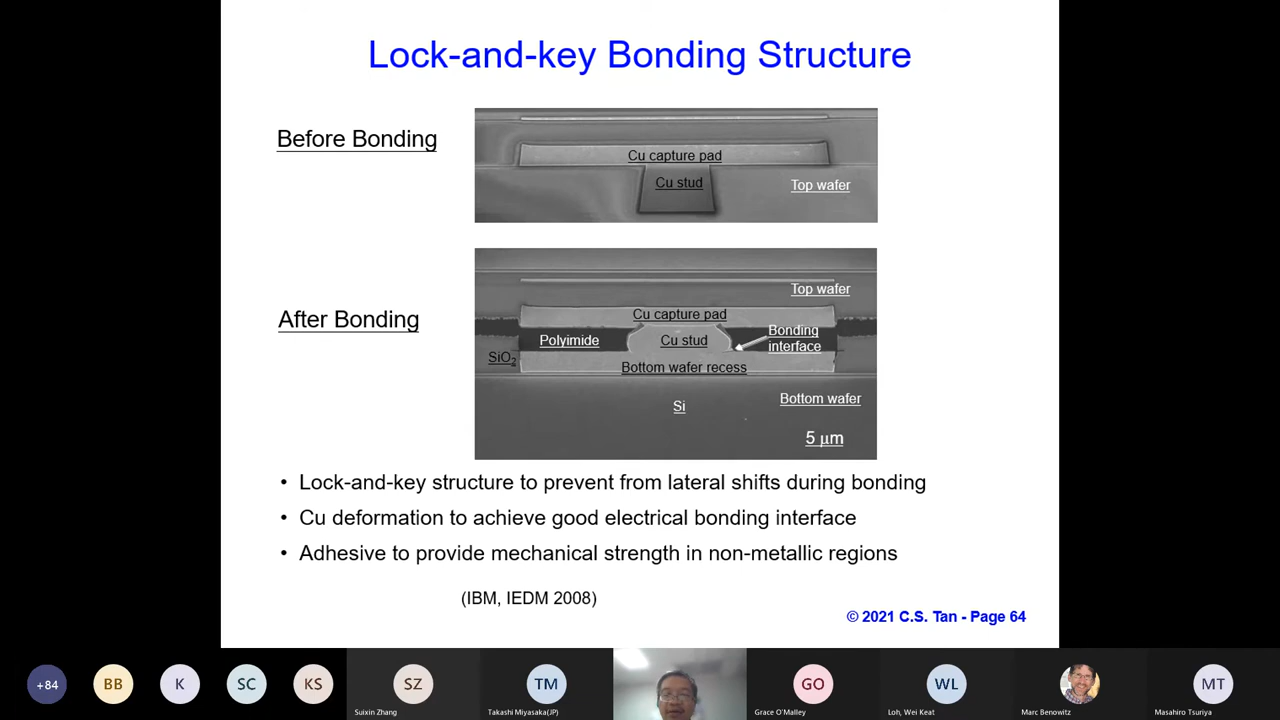 Lock-and-key Bonding Structure
Before Bonding
Cu capture pad
Cu stud
Top wafer
After Bonding
Top wafer
Cu capture pad
Bonding
interface
Polyimide
Cu stud
SiO₂
Bottom wafer recess
Bottom wafer
Si
5 μm
• Lock-and-key structure to prevent from lateral shifts during bonding
• Cu deformation to achieve good electrical bonding interface
• Adhesive to provide mechanical strength in non-metallic regions
(IBM, IEDM 2008)
© 2021 C.S. Tan - Page 64
+84
BB
K
SC
KS
SZ
Suixin Zhang
TM
Takashi Miyasaka(JP)
GO
Grace O'Malley
WL
Loh, Wei Keat
Marc Benowitz
MT
Masahiro Tsuriya